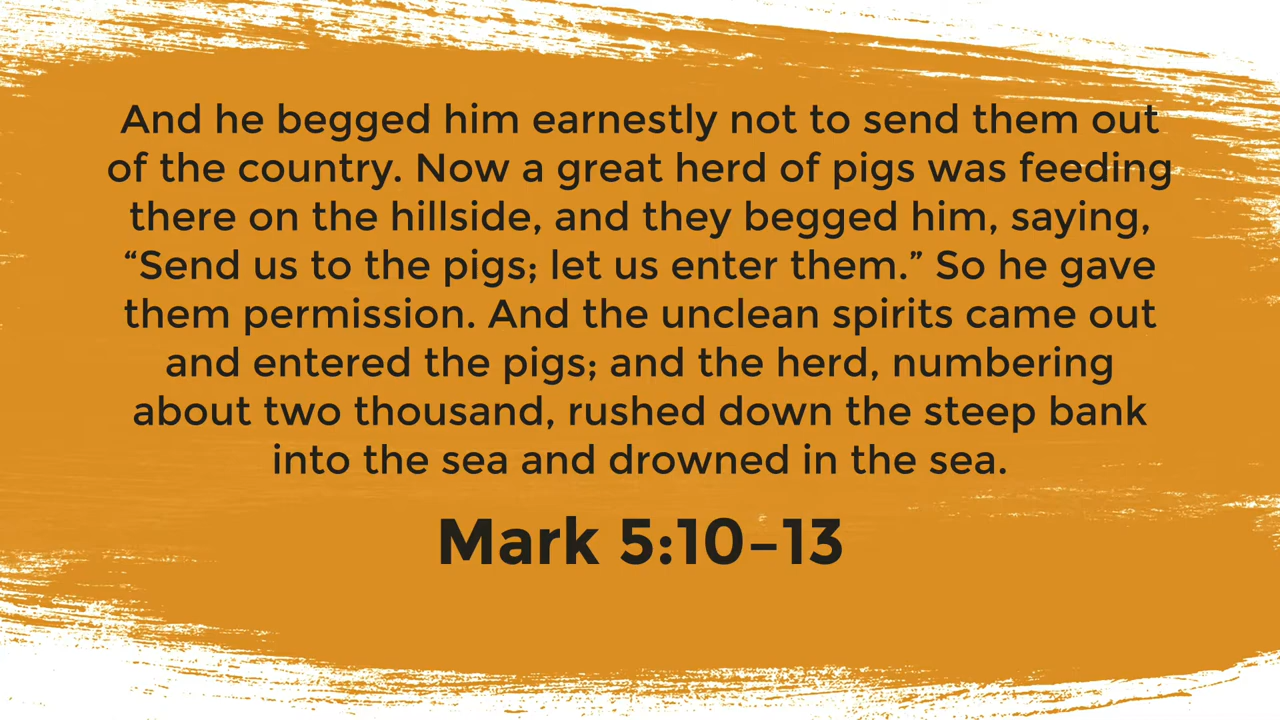 And he begged him earnestly not to send them out
of the country. Now a great herd of pigs was feeding
there on the hillside, and they begged him, saying,
“Send us to the pigs; let us enter them.” So he gave
them permission. And the unclean spirits came out
and entered the pigs; and the herd, numbering
about two thousand, rushed down the steep bank
into the sea and drowned in the sea.
Mark 5:10–13